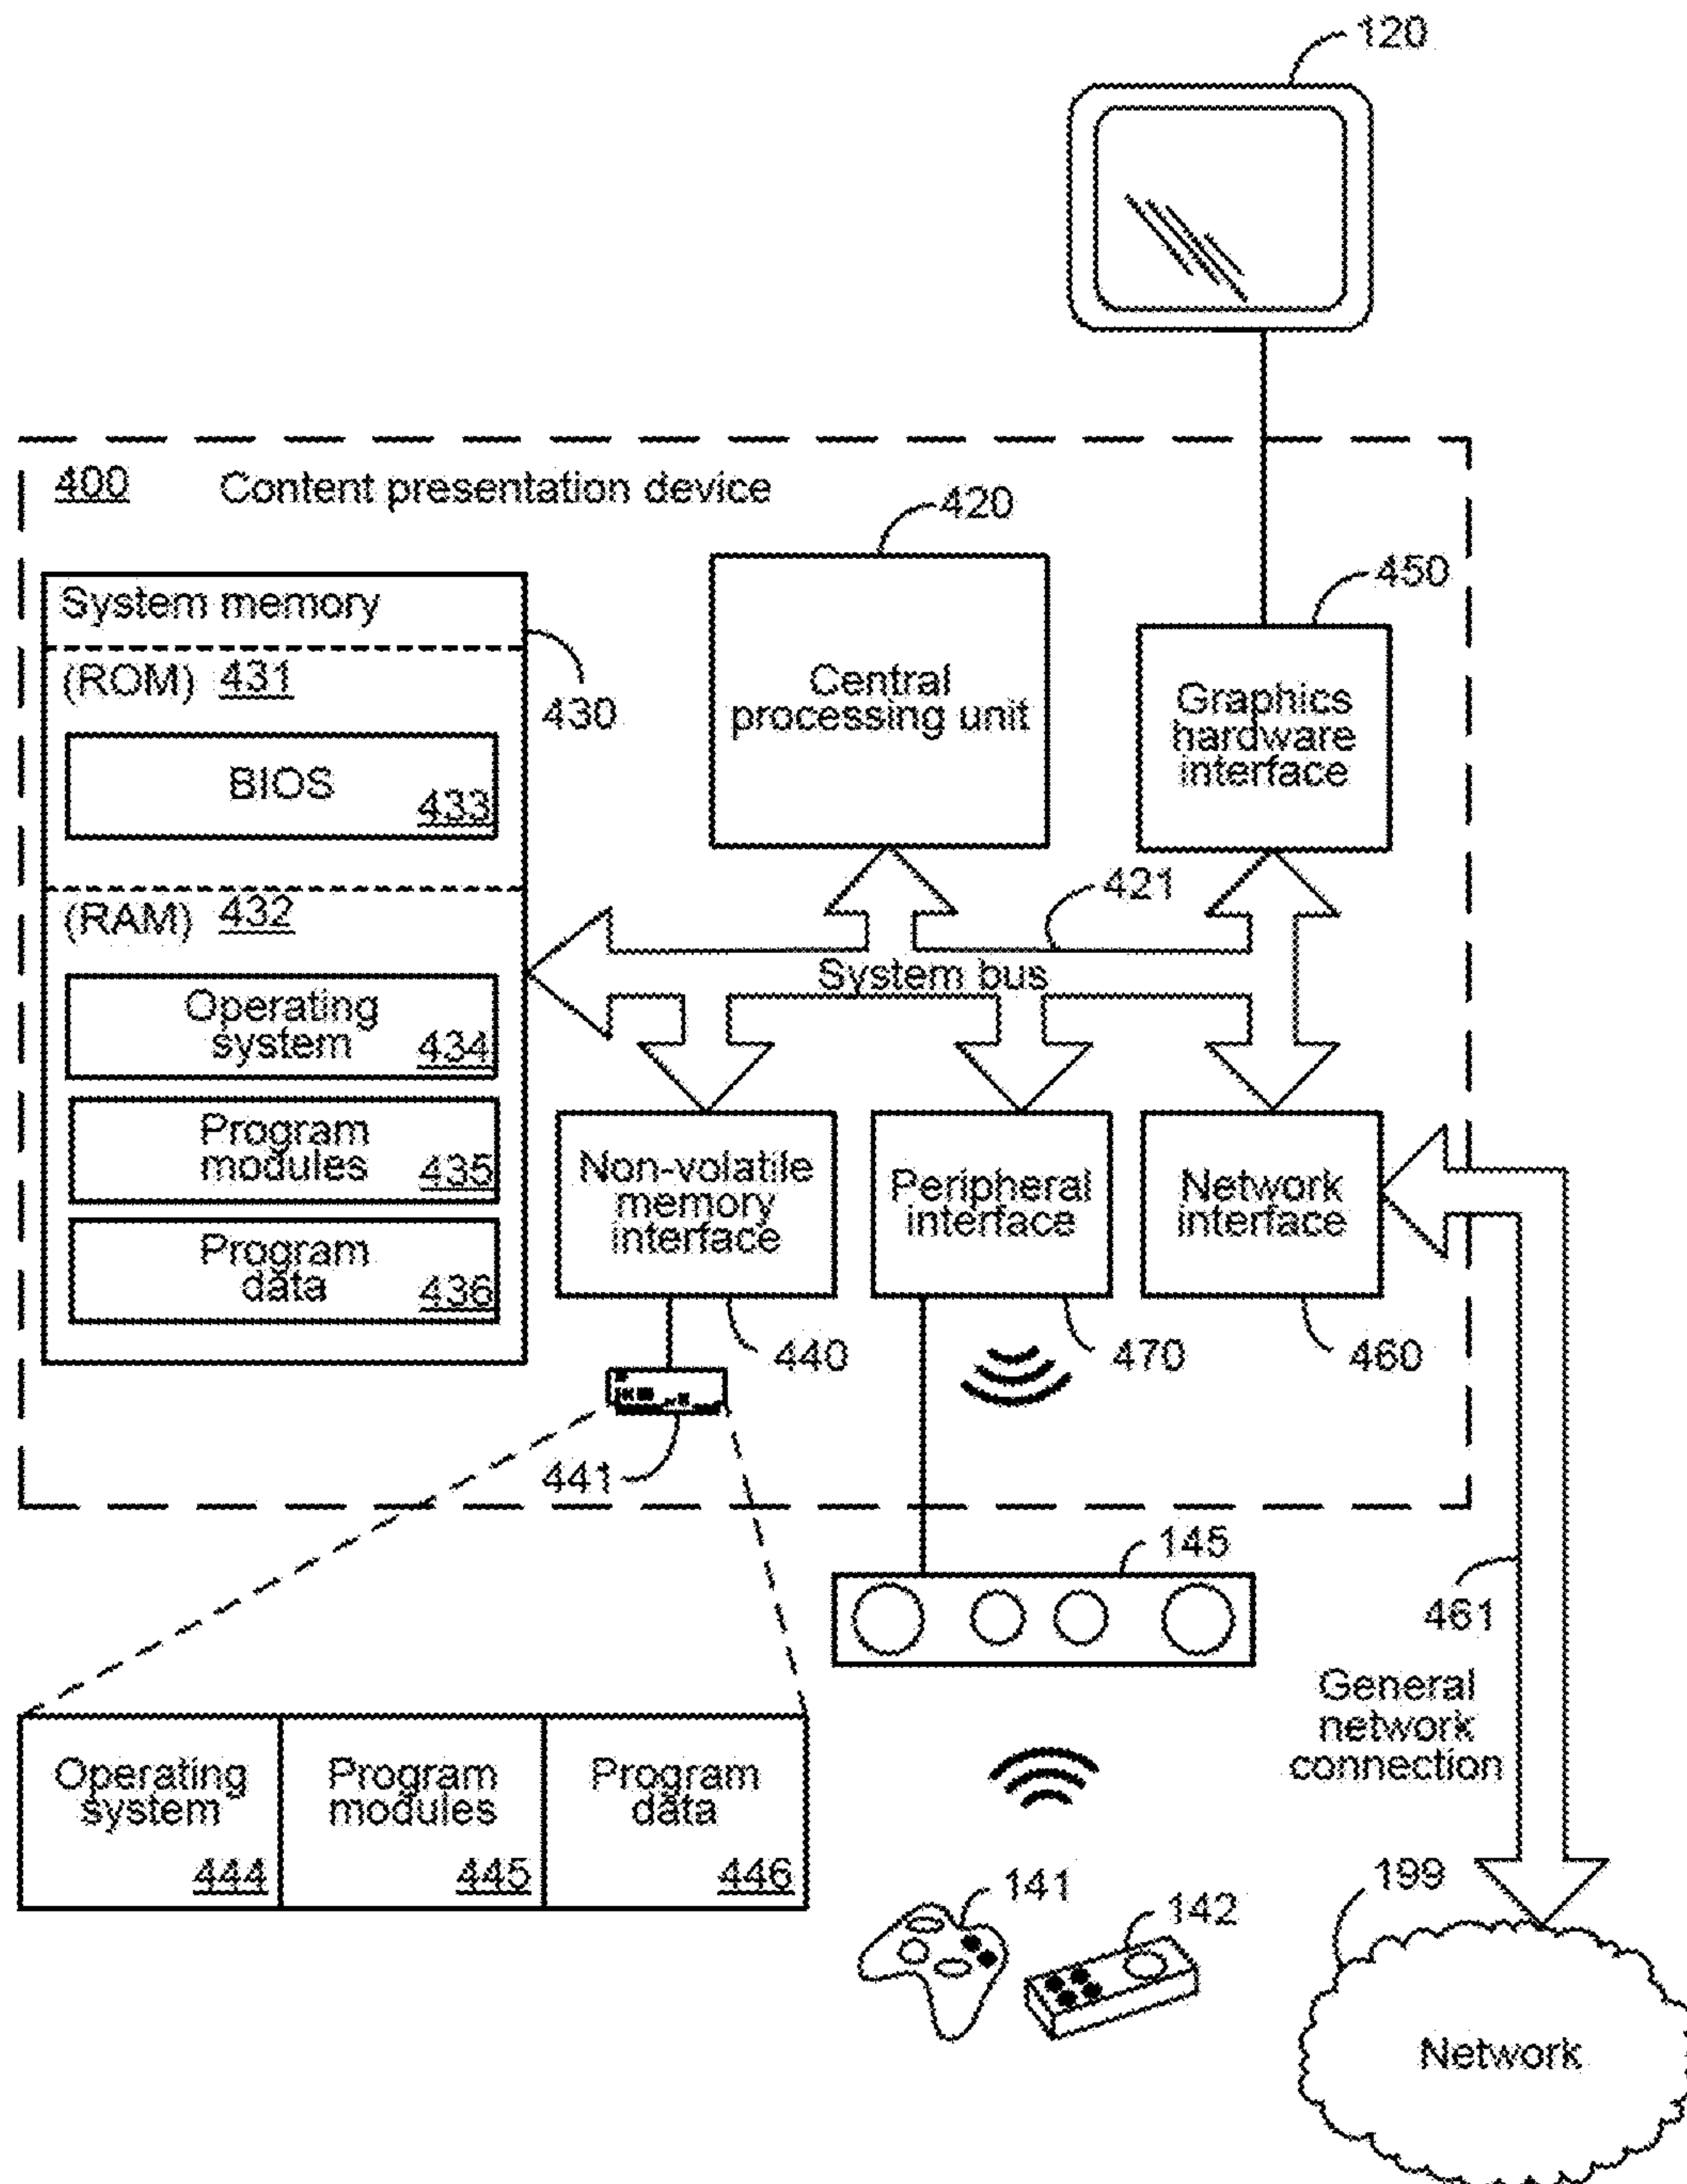 120
400 Content presentation device
420
450
System memory
(ROM) 431
430
BIOS
433
Central
processing unit
Graphics
hardware
interface
(RAM) 432
421
System bus
Operating
system 434
Program
modules 435
Program
data 436
Non-volatile
memory
interface
Peripheral
interface
Network
interface
440
470
460
441
145
461
General
network
connection
Operating
system
444
Program
modules
445
Program
data
446
141
142
199
Network